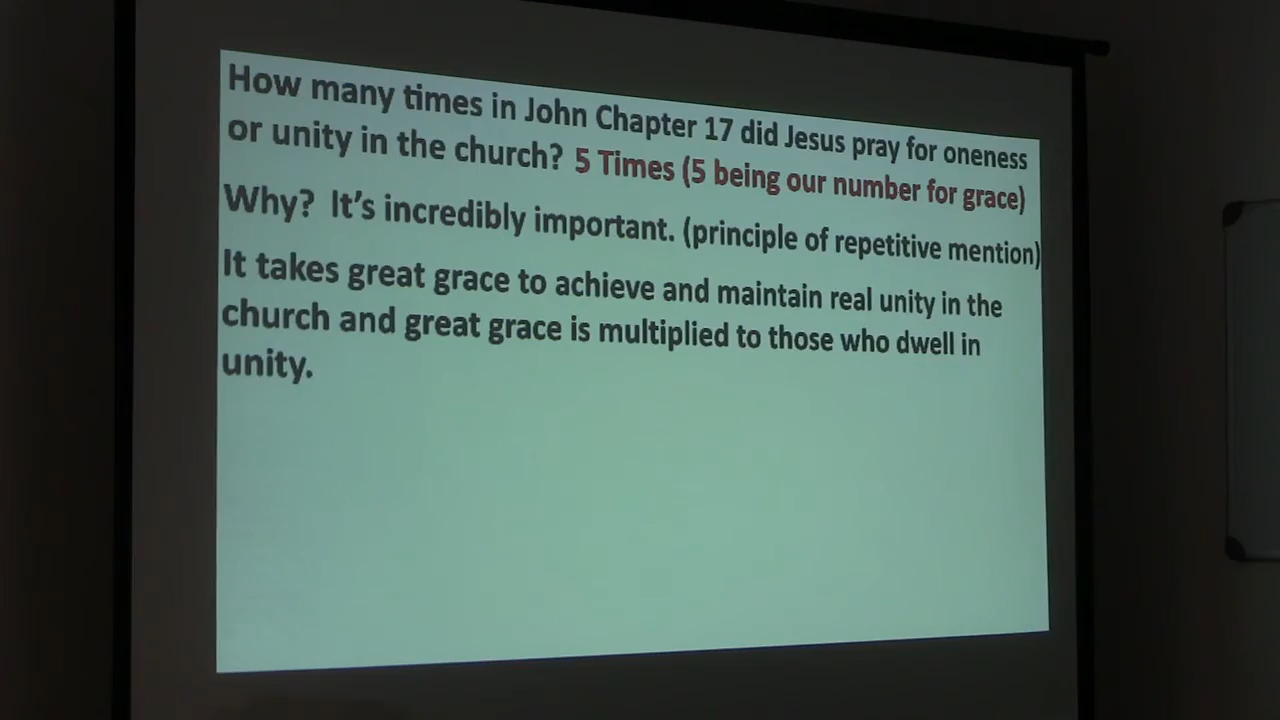 How many times in John Chapter 17 did Jesus pray for oneness
or unity in the church? 5 Times (5 being our number for grace)
Why? It's incredibly important. (principle of repetitive mention)
It takes great grace to achieve and maintain real unity in the
church and great grace is multiplied to those who dwell in
unity.